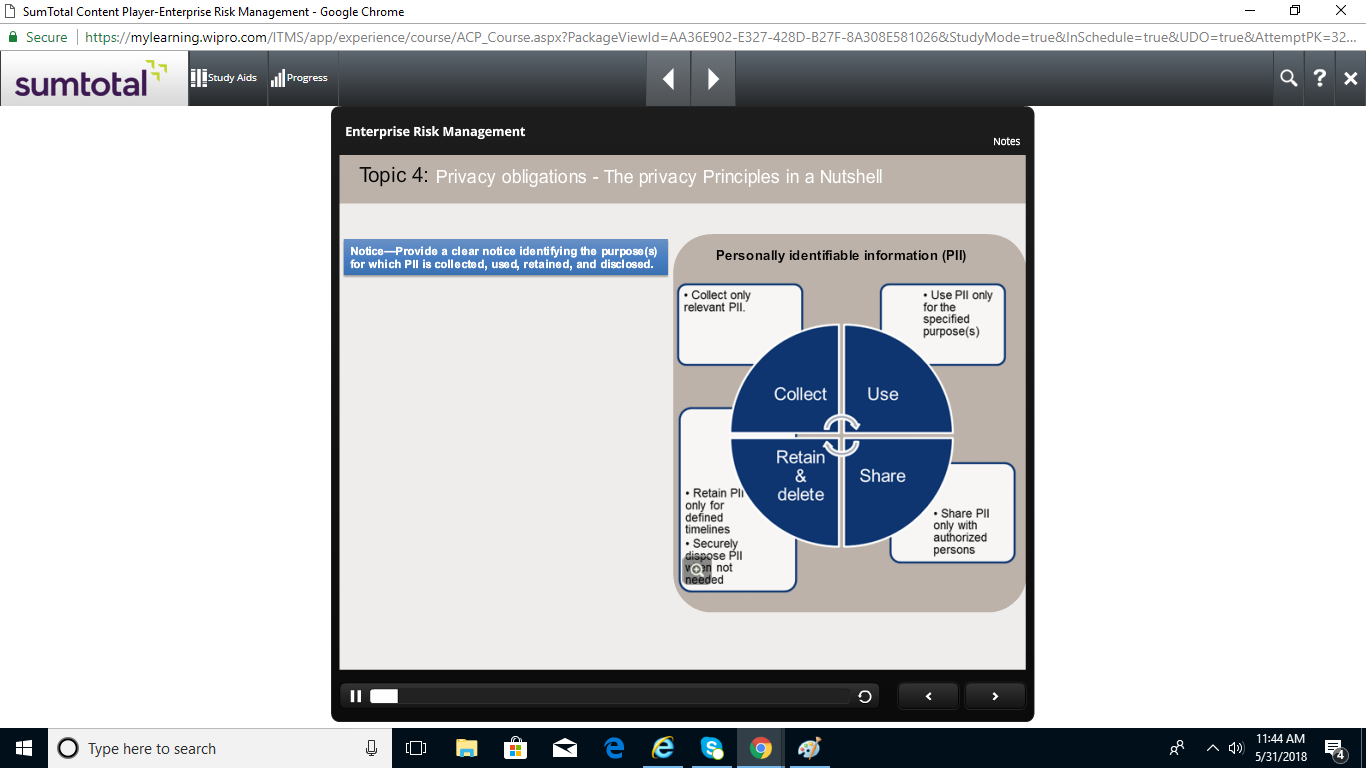 SumTotal Content Player-Enterprise Risk Management - Google Chrome
Secure https://mylearning.wipro.com/ITMS/app/experience/course/ACP_Course.aspx?PackageViewId=AA36E902-E327-428D-B27F-8A308E581026&StudyMode=true&InSchedule=true&UDO=true&AttemptPK=32...
sumtotal Study Aids Progress ?
Enterprise Risk Management
Notes
Topic 4: Privacy obligations - The privacy Principles in a Nutshell
Notice—Provide a clear notice identifying the purpose(s)
for which PII is collected, used, retained, and disclosed.
Personally identifiable information (PII)
• Collect only
relevant PII.
• Use PII only
for the
specified
purpose(s)
Collect
Use
Retain
&
delete
Share
• Retain PII
only for
defined
timelines
• Securely
dispose PII
when not
needed
• Share PII
only with
authorized
persons
Type here to search
11:44 AM
5/31/2018
4